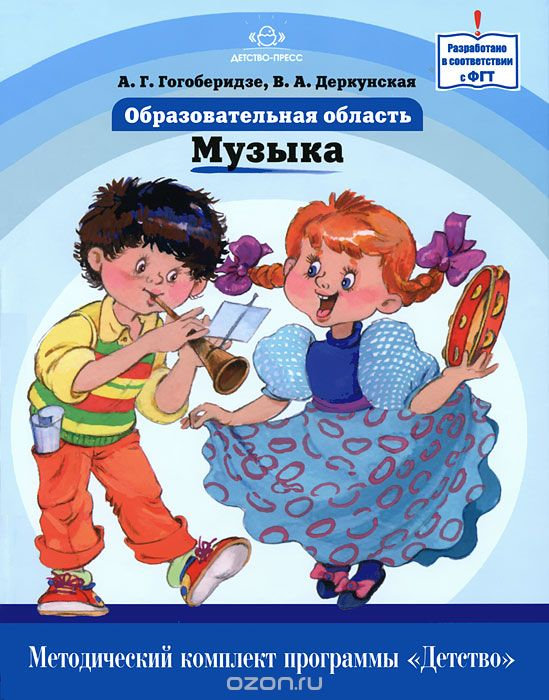 ДЕТСТВО-ПРЕСС
Разработано
в соответствии
с ФГТ
А. Г. Гогоберидзе, В. А. Деркунская
Образовательная область
Музыка
Методический комплект программы «Детство»
ozon.ru